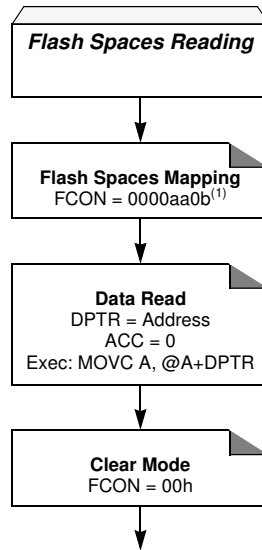 Flash Spaces Reading
Flash Spaces Mapping
FCON = 0000aa0b(1)
Data Read
DPTR = Address
ACC = 0
Exec: MOVC A, @A+DPTR
Clear Mode
FCON = 00h